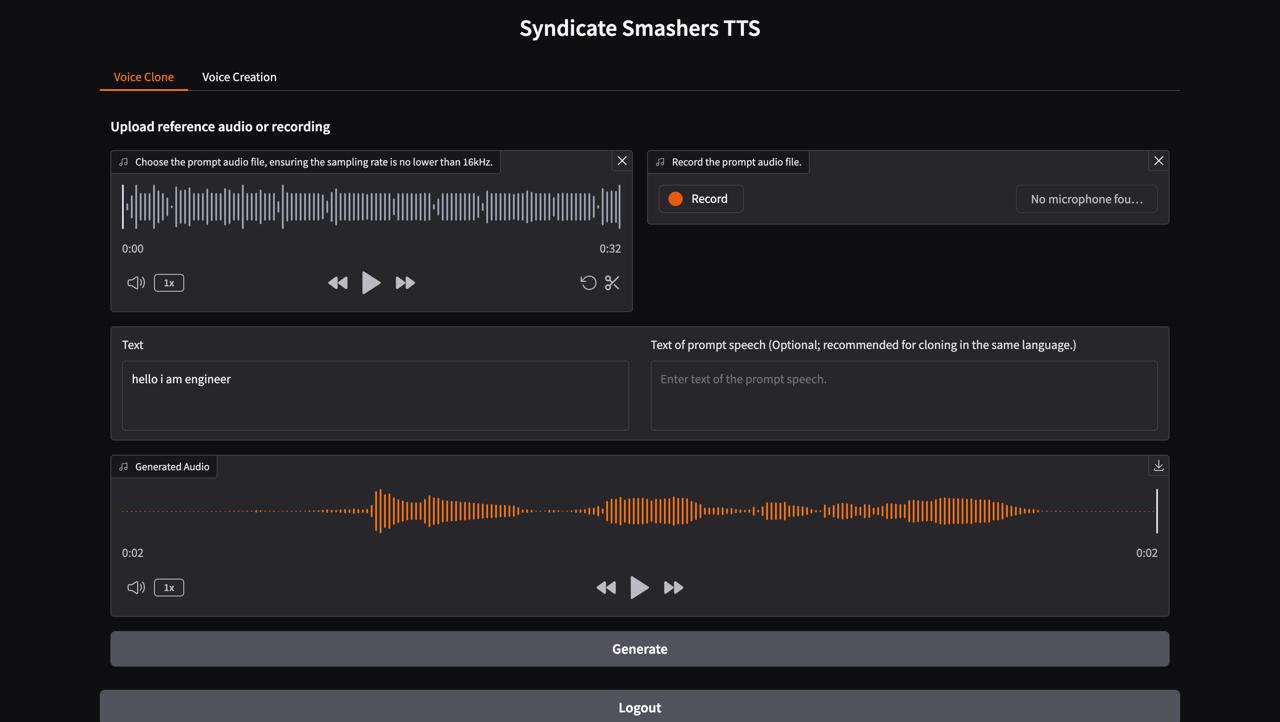 Syndicate Smashers TTS
Voice Clone
Voice Creation
Upload reference audio or recording
Choose the prompt audio file, ensuring the sampling rate is no lower than 16kHz.
Record the prompt audio file.
Record
No microphone fou…
0:00
0:32
1x
Text
Text of prompt speech (Optional; recommended for cloning in the same language.)
hello i am engineer
Enter text of the prompt speech.
Generated Audio
0:02
0:02
1x
Generate
Logout